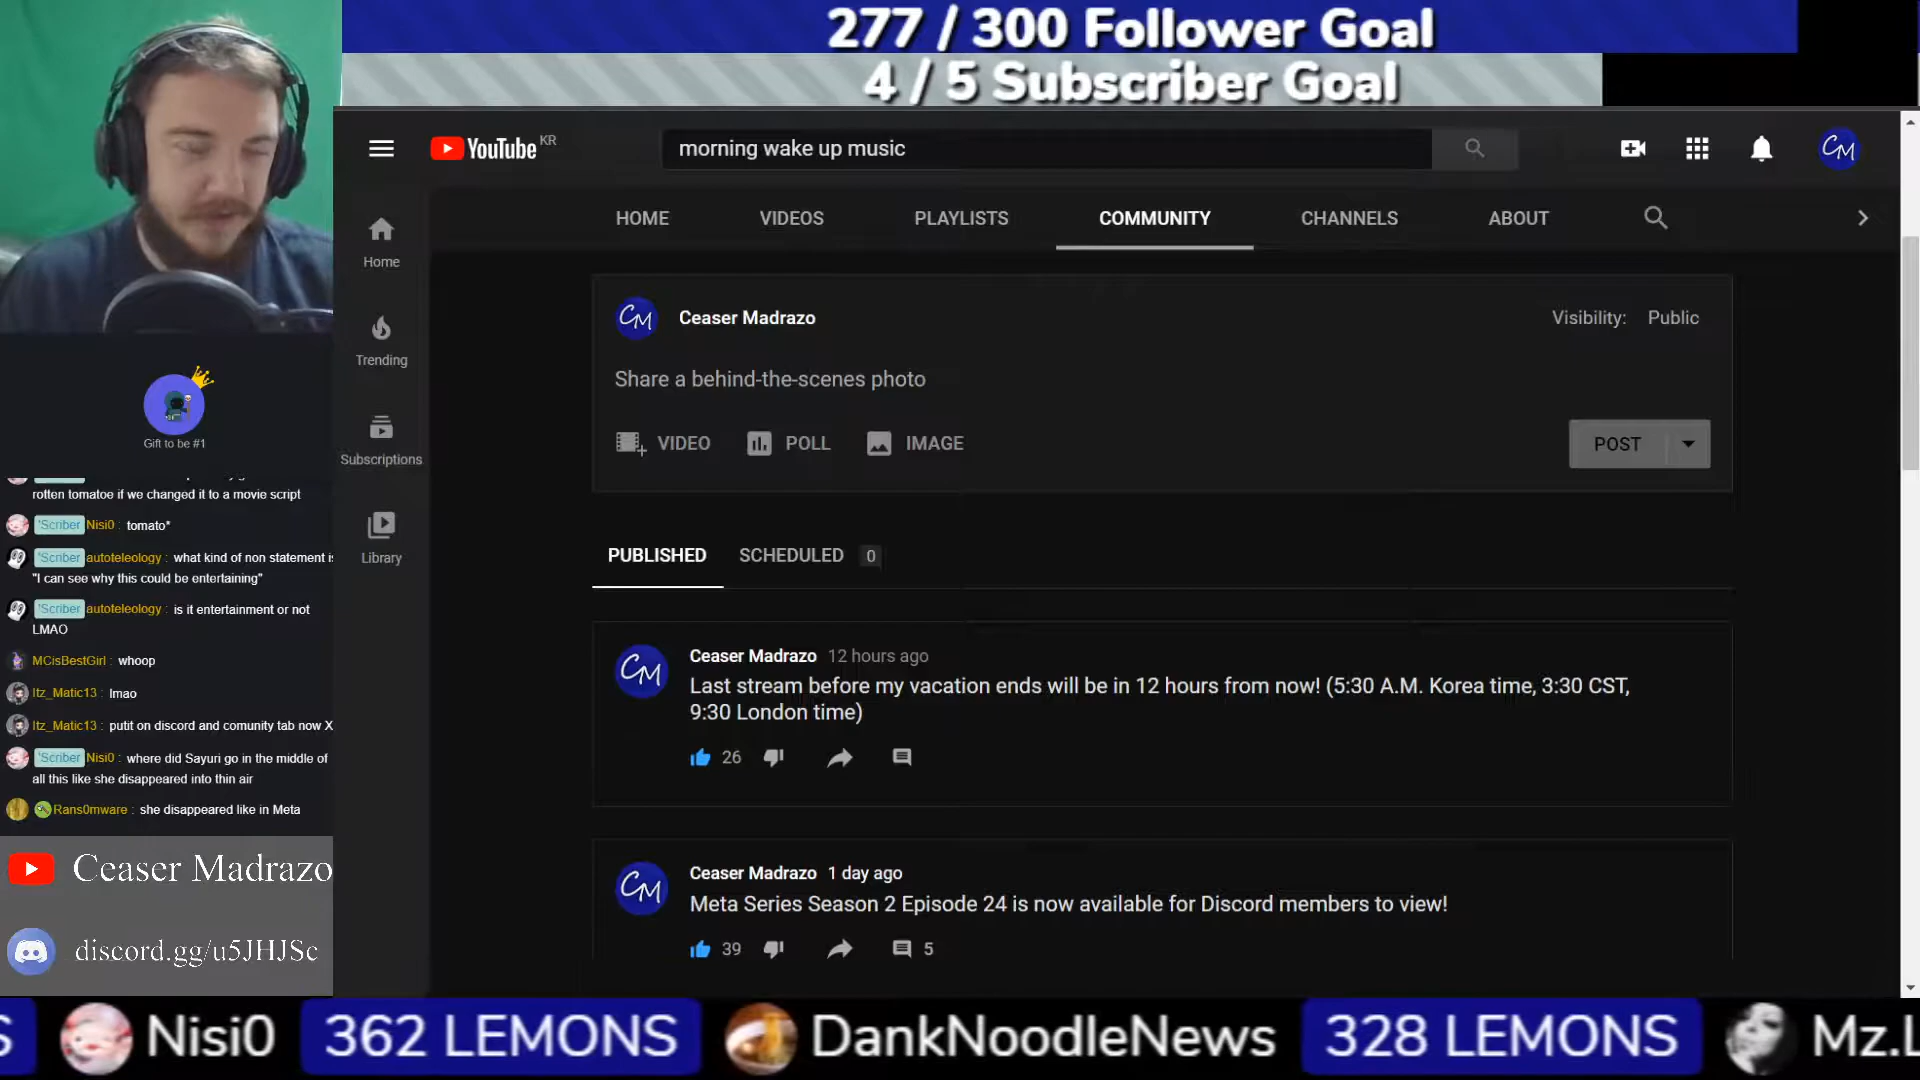 277 / 300 Follower Goal
4 / 5 Subscriber Goal
YouTube KR
morning wake up music
CM
HOME
VIDEOS
PLAYLISTS
COMMUNITY
CHANNELS
ABOUT
Home
Trending
Subscriptions
Library
CM
Ceaser Madrazo
Visibility: Public
Share a behind-the-scenes photo
VIDEO
POLL
IMAGE
POST
PUBLISHED
SCHEDULED 0
CM
Ceaser Madrazo 12 hours ago
Last stream before my vacation ends will be in 12 hours from now! (5:30 A.M. Korea time, 3:30 CST,
9:30 London time)
26
CM
Ceaser Madrazo 1 day ago
Meta Series Season 2 Episode 24 is now available for Discord members to view!
39
5
Gift to be #1
rotten tomatoe if we changed it to a movie script
'Scriber Nisi0 : tomato*
'Scriber autoteleology : what kind of non statement is
"I can see why this could be entertaining"
'Scriber autoteleology : is it entertainment or not
LMAO
MCisBestGirl : whoop
Itz_Matic13 : lmao
Itz_Matic13 : putit on discord and comunity tab now X
'Scriber Nisi0 : where did Sayuri go in the middle of
all this like she disappeared into thin air
Rans0mware : she disappeared like in Meta
Ceaser Madrazo
discord.gg/u5JHJSc
S
Nisi0
362 LEMONS
DankNoodleNews
328 LEMONS
Mz.L